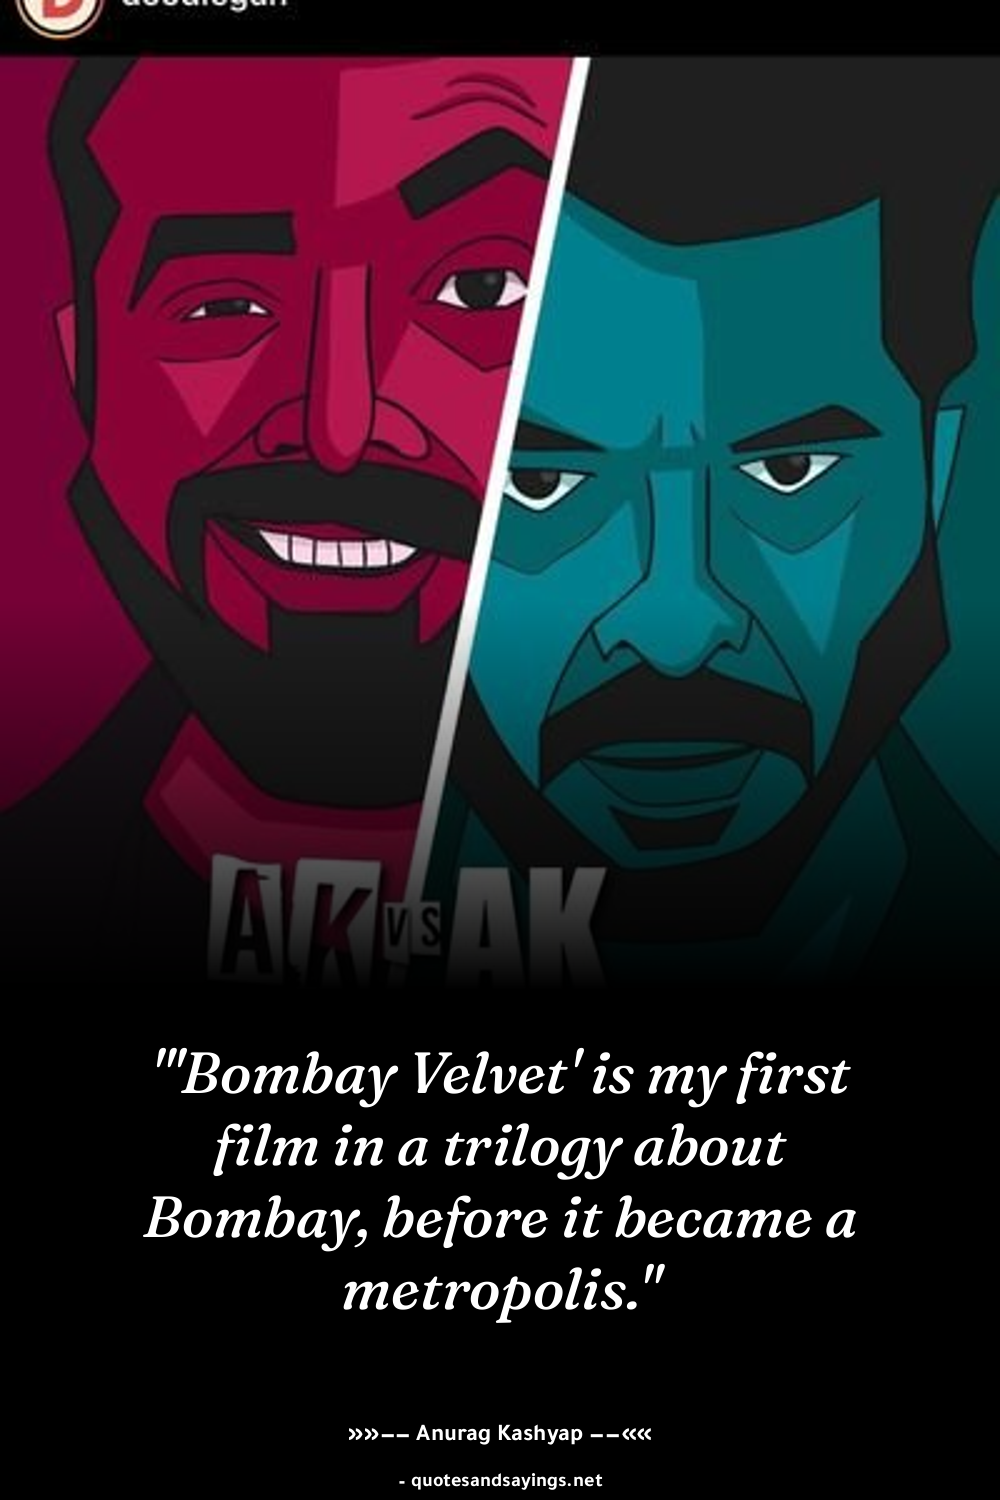 AK VS AK
"'Bombay Velvet' is my first
film in a trilogy about
Bombay, before it became a
metropolis."
»»–– Anurag Kashyap ––««
- quotesandsayings.net